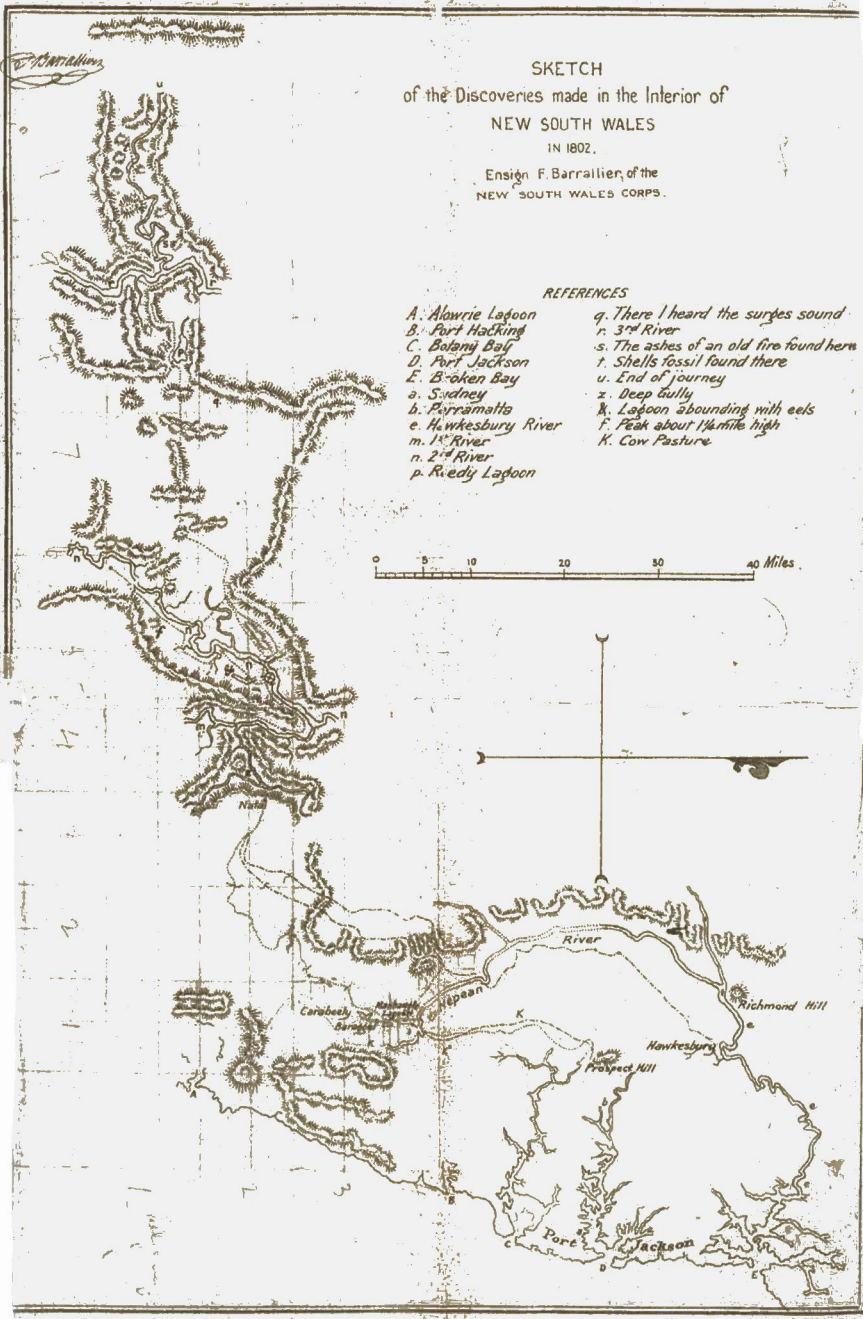 Barrallier
SKETCH
of the Discoveries made in the Interior of
NEW SOUTH WALES
IN 1802.
Ensign F. Barrallier, of the
NEW SOUTH WALES CORPS.
REFERENCES
A. Alowrie Lagoon
B. Port Hacking
C. Botany Bay
D. Port Jackson
E. Broken Bay
a. Sydney
b. Parramatta
e. Hawkesbury River
m. 1st River
n. 2nd River
p. Reedy Lagoon
q. There I heard the surges sound
r. 3rd River
s. The ashes of an old fire found here
t. Shells fossil found there
u. End of journey
z. Deep Gully
&. Lagoon abounding with eels
f. Peak about 1½ mile high
K. Cow Pasture
0 5 10 20 30 40 Miles.
u
r
q
n
f
m
n
Nattai
River
Nepean
Richmond Hill
e
Carabeely
K
K
Hawkesbury
Prospect Hill
A
b
e
1 2 3
B
C
Port Jackson
a
D
E